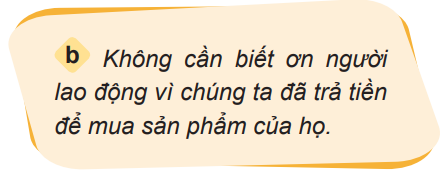 b Không cần biết ơn người
lao động vì chúng ta đã trả tiền
để mua sản phẩm của họ.